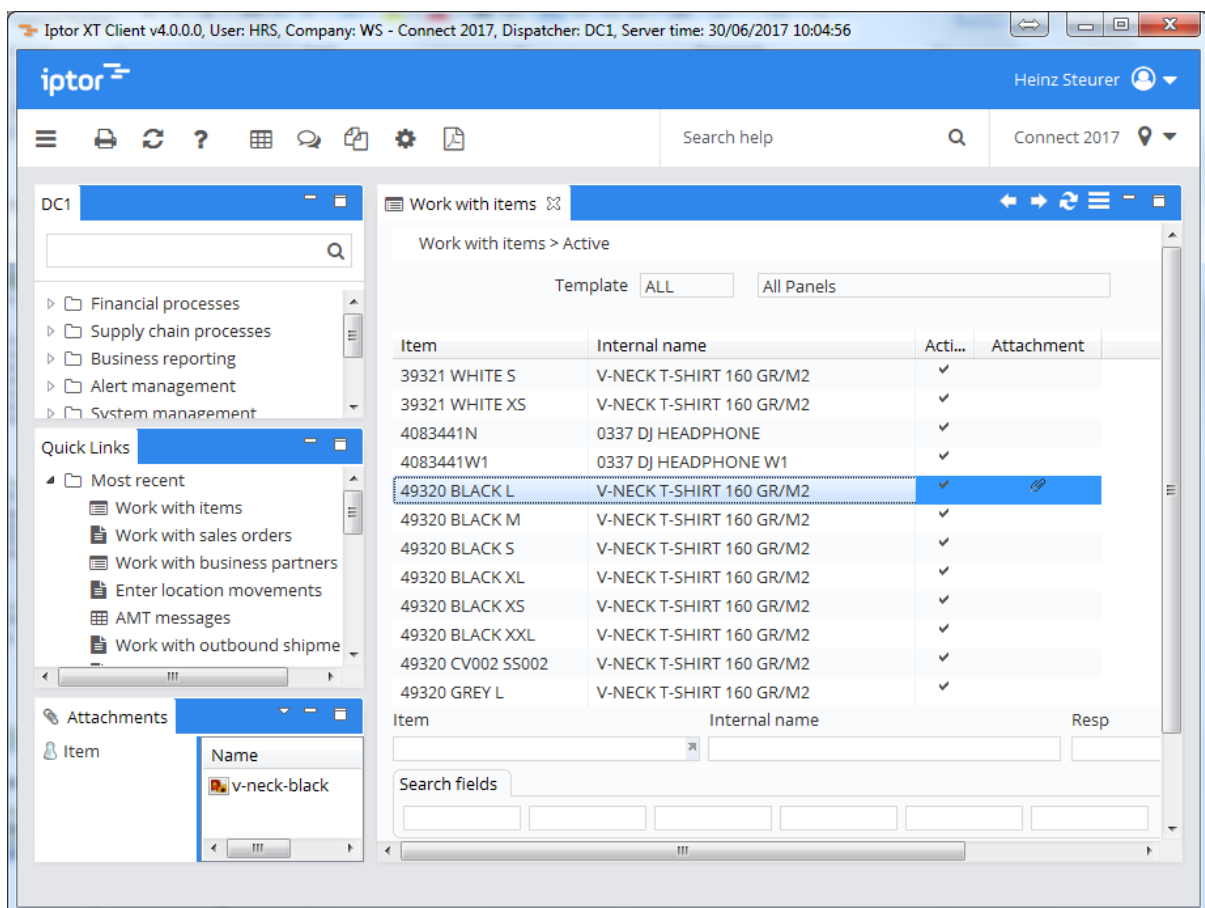 Iptor XT Client v4.0.0.0, User: HRS, Company: WS - Connect 2017, Dispatcher: DC1, Server time: 30/06/2017 10:04:56
iptor
Heinz Steurer
Search help
Connect 2017
DC1
Financial processes
Supply chain processes
Business reporting
Alert management
System management
Quick Links
Most recent
Work with items
Work with sales orders
Work with business partners
Enter location movements
AMT messages
Work with outbound shipme
Attachments
Item
Name
v-neck-black
Work with items
Work with items > Active
Template ALL All Panels
Item Internal name Acti... Attachment
39321 WHITE S V-NECK T-SHIRT 160 GR/M2
39321 WHITE XS V-NECK T-SHIRT 160 GR/M2
4083441N 0337 DJ HEADPHONE
4083441W1 0337 DJ HEADPHONE W1
49320 BLACK L V-NECK T-SHIRT 160 GR/M2
49320 BLACK M V-NECK T-SHIRT 160 GR/M2
49320 BLACK S V-NECK T-SHIRT 160 GR/M2
49320 BLACK XL V-NECK T-SHIRT 160 GR/M2
49320 BLACK XS V-NECK T-SHIRT 160 GR/M2
49320 BLACK XXL V-NECK T-SHIRT 160 GR/M2
49320 CV002 SS002 V-NECK T-SHIRT 160 GR/M2
49320 GREY L V-NECK T-SHIRT 160 GR/M2
Item Internal name Resp
Search fields